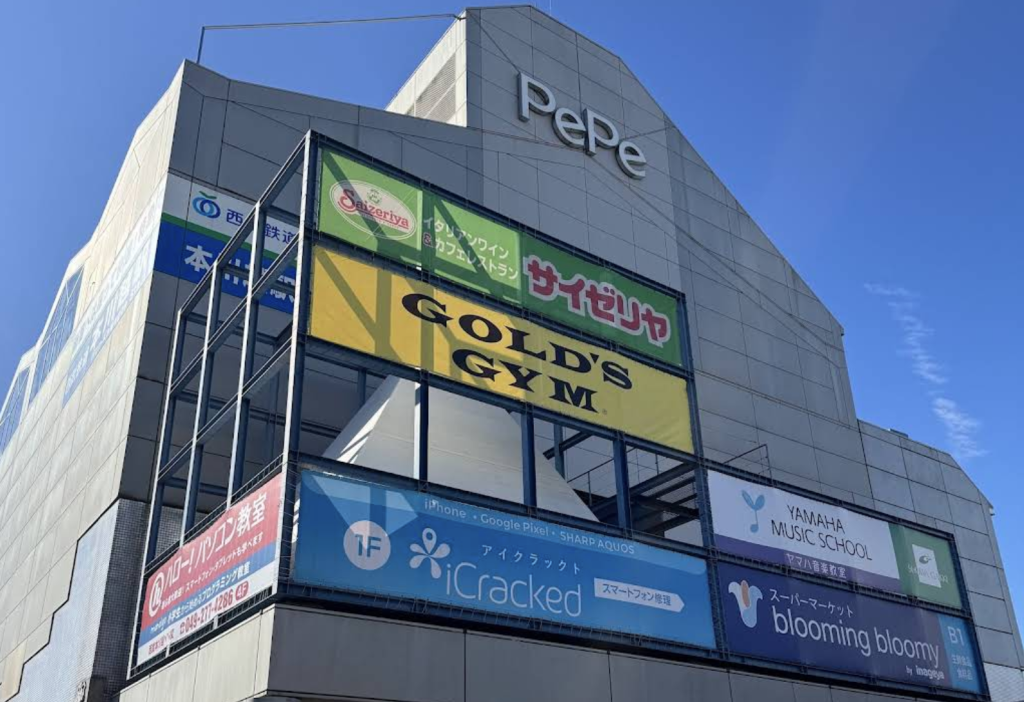 PePe
Saizeriya
イタリアンワイン
&カフェレストラン
サイゼリヤ
GOLD'S
GYM
iPhone・Google Pixel・SHARP AQUOS
1F
アイクラックト
iCracked
スマートフォン修理
YAMAHA
MUSIC SCHOOL
ヤマハ音楽教室
スーパーマーケット
blooming bloomy
by inageya
B1
ハロー!パソコン教室